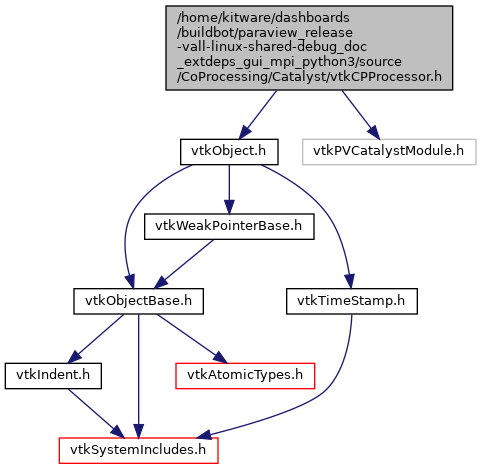 /home/kitware/dashboards
/buildbot/paraview_release
-vall-linux-shared-debug_doc
_extdeps_gui_mpi_python3/source
/CoProcessing/Catalyst/vtkCPProcessor.h
vtkObject.h
vtkPVCatalystModule.h
vtkWeakPointerBase.h
vtkObjectBase.h
vtkTimeStamp.h
vtkIndent.h
vtkAtomicTypes.h
vtkSystemIncludes.h